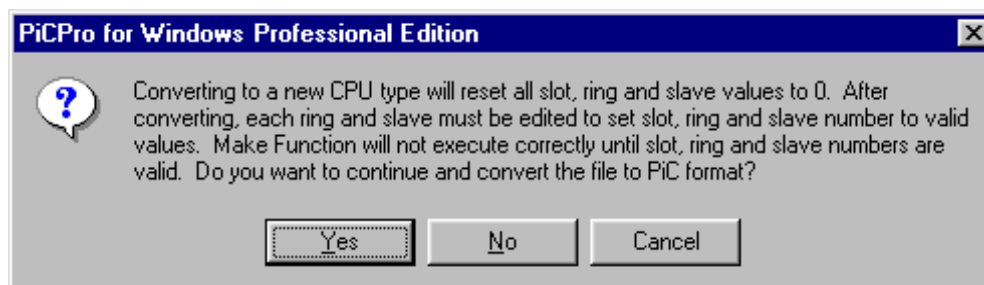 PiCPro for Windows Professional Edition
Converting to a new CPU type will reset all slot, ring and slave values to 0.  After
converting, each ring and slave must be edited to set slot, ring and slave number to valid
values.  Make Function will not execute correctly until slot, ring and slave numbers are
valid.  Do you want to continue and convert the file to PiC format?
Yes
No
Cancel